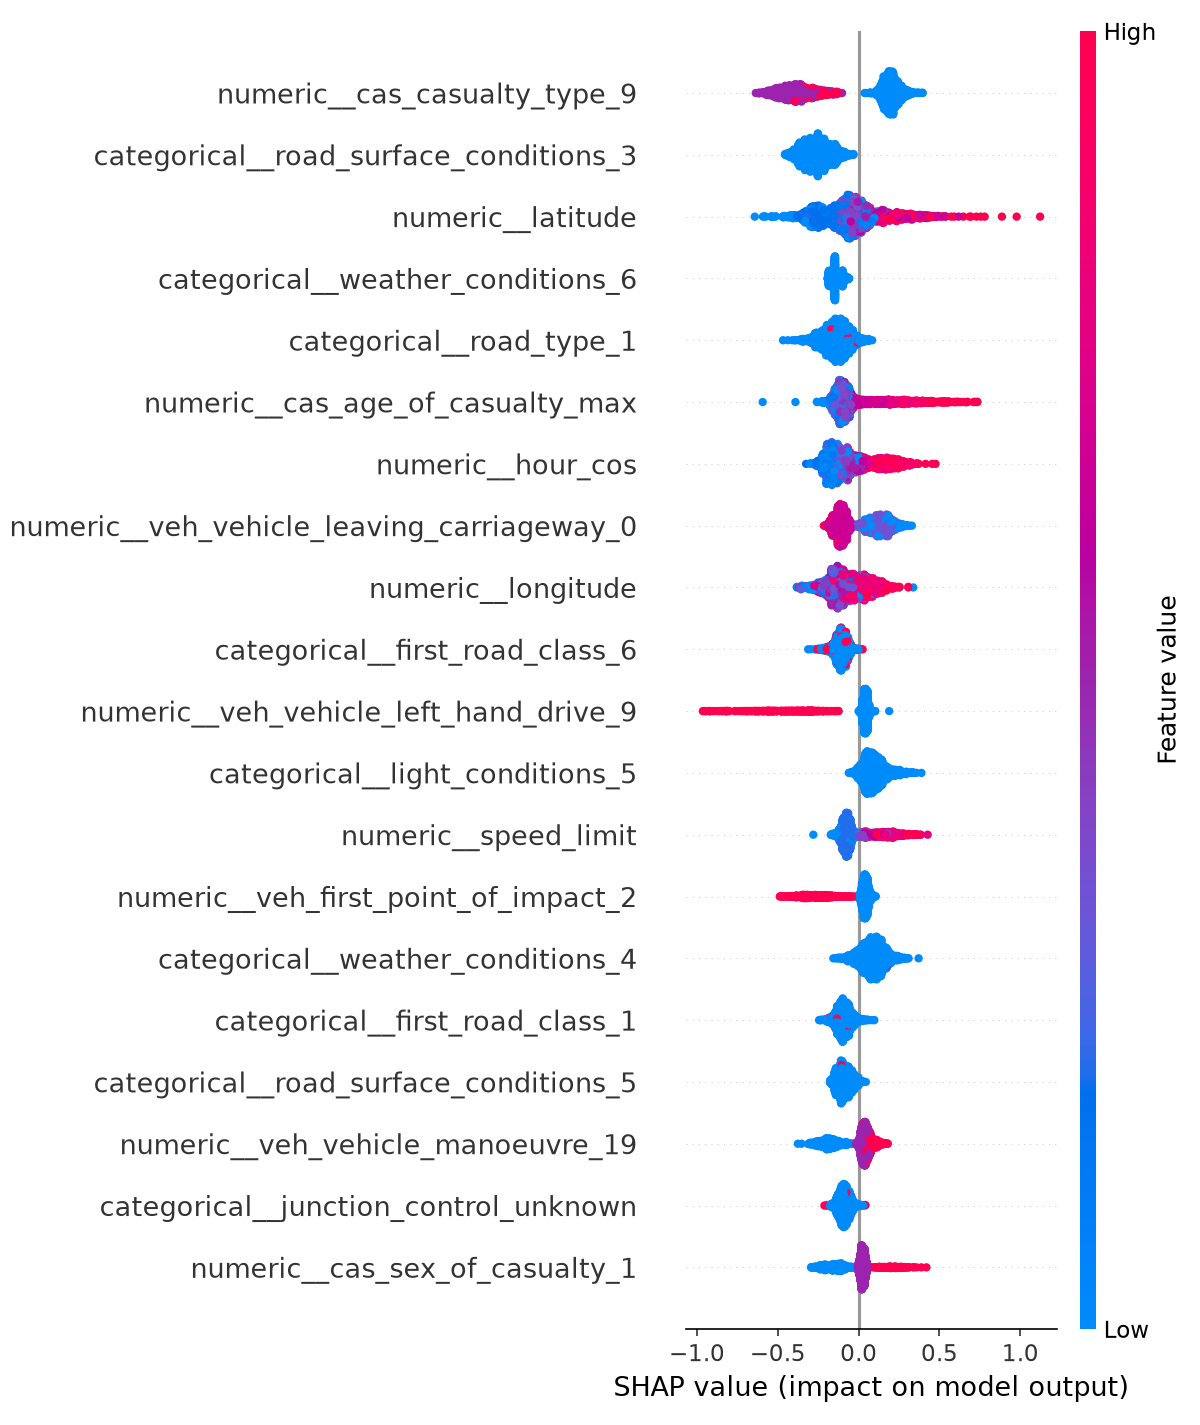 High
numeric__cas_casualty_type_9
categorical__road_surface_conditions_3
numeric__latitude
categorical__weather_conditions_6
categorical__road_type_1
numeric__cas_age_of_casualty_max
numeric__hour_cos
numeric__veh_vehicle_leaving_carriageway_0
numeric__longitude
categorical__first_road_class_6
numeric__veh_vehicle_left_hand_drive_9
categorical__light_conditions_5
numeric__speed_limit
numeric__veh_first_point_of_impact_2
categorical__weather_conditions_4
categorical__first_road_class_1
categorical__road_surface_conditions_5
numeric__veh_vehicle_manoeuvre_19
categorical__junction_control_unknown
numeric__cas_sex_of_casualty_1
Feature value
Low
−1.0 −0.5 0.0 0.5 1.0
SHAP value (impact on model output)